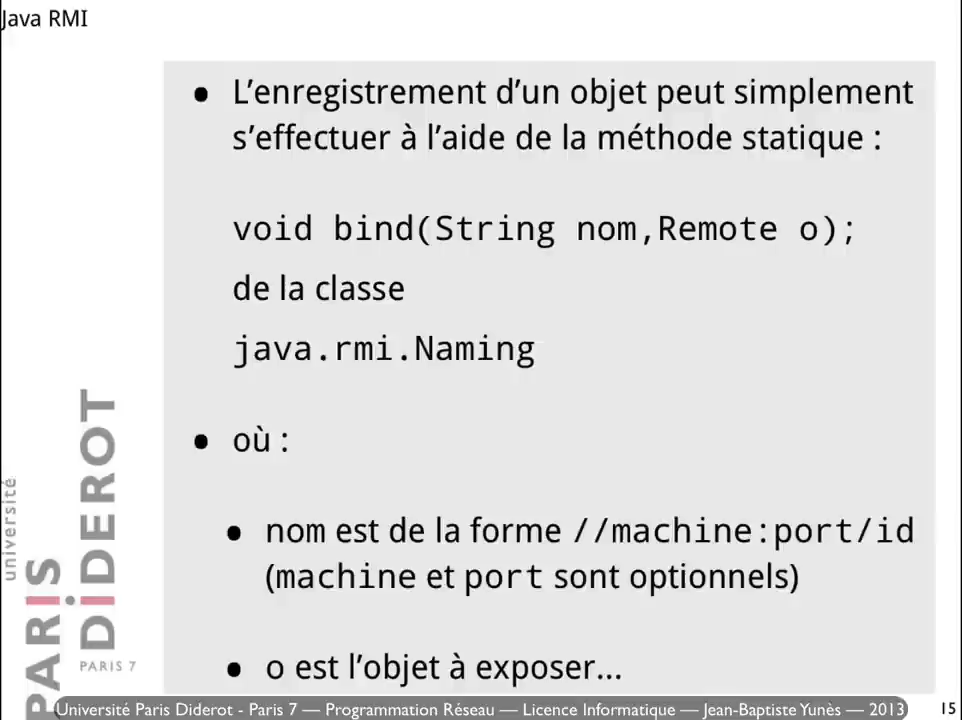 Java RMI
• L'enregistrement d'un objet peut simplement
s'effectuer à l'aide de la méthode statique :
void bind(String nom,Remote o);
de la classe
java.rmi.Naming
• où :
• nom est de la forme //machine:port/id
(machine et port sont optionnels)
• o est l'objet à exposer...
université
PARIS
DiDEROT
PARIS 7
Université Paris Diderot - Paris 7 — Programmation Réseau — Licence Informatique — Jean-Baptiste Yunès — 2013
15